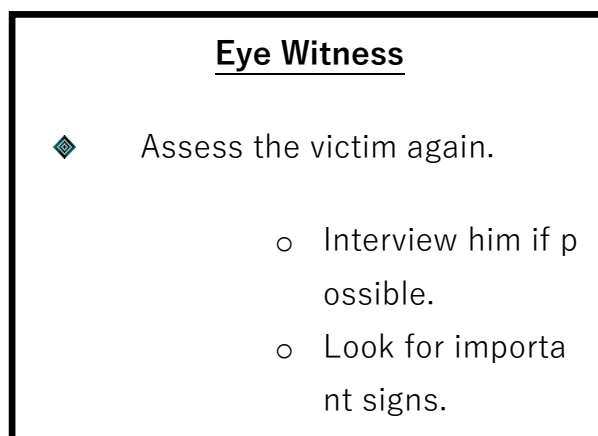 Eye Witness
Assess the victim again.
Interview him if p
ossible.
Look for importa
nt signs.